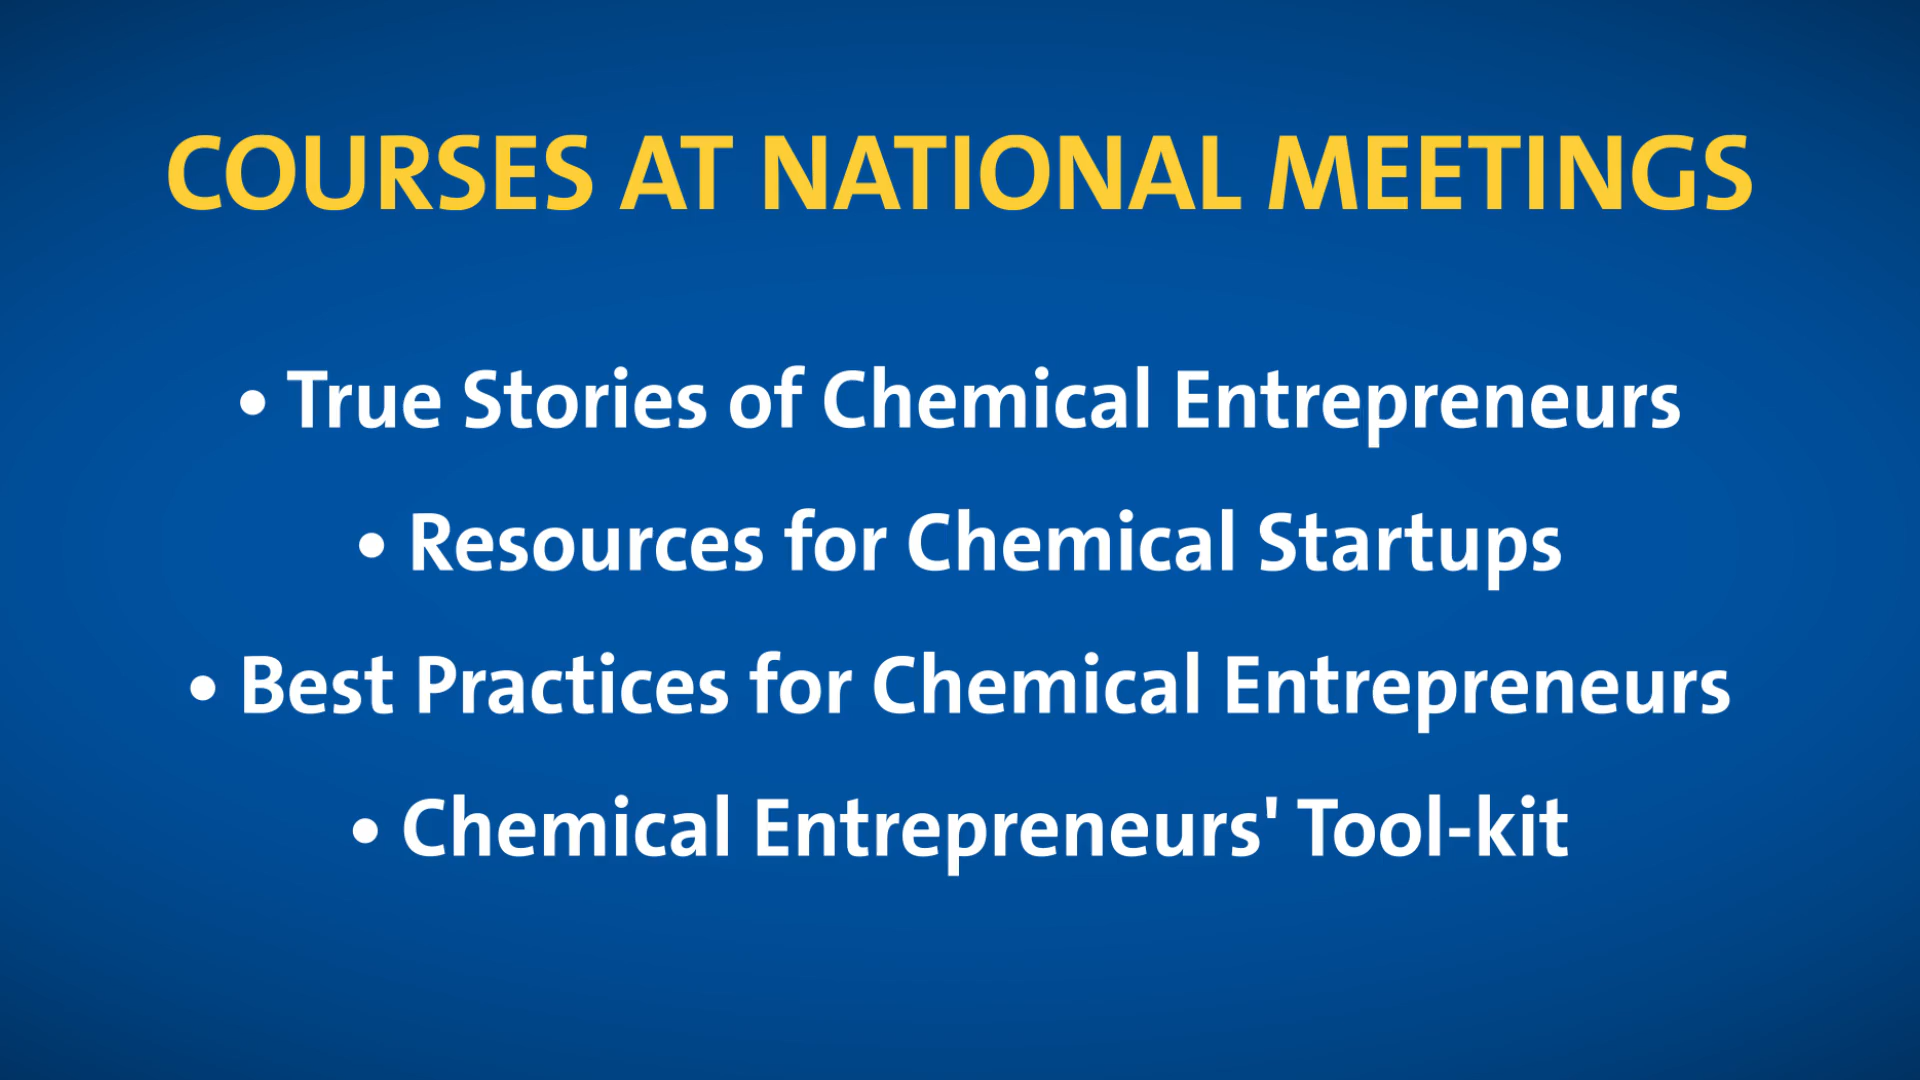 COURSES AT NATIONAL MEETINGS
• True Stories of Chemical Entrepreneurs
• Resources for Chemical Startups
• Best Practices for Chemical Entrepreneurs
• Chemical Entrepreneurs' Tool-kit